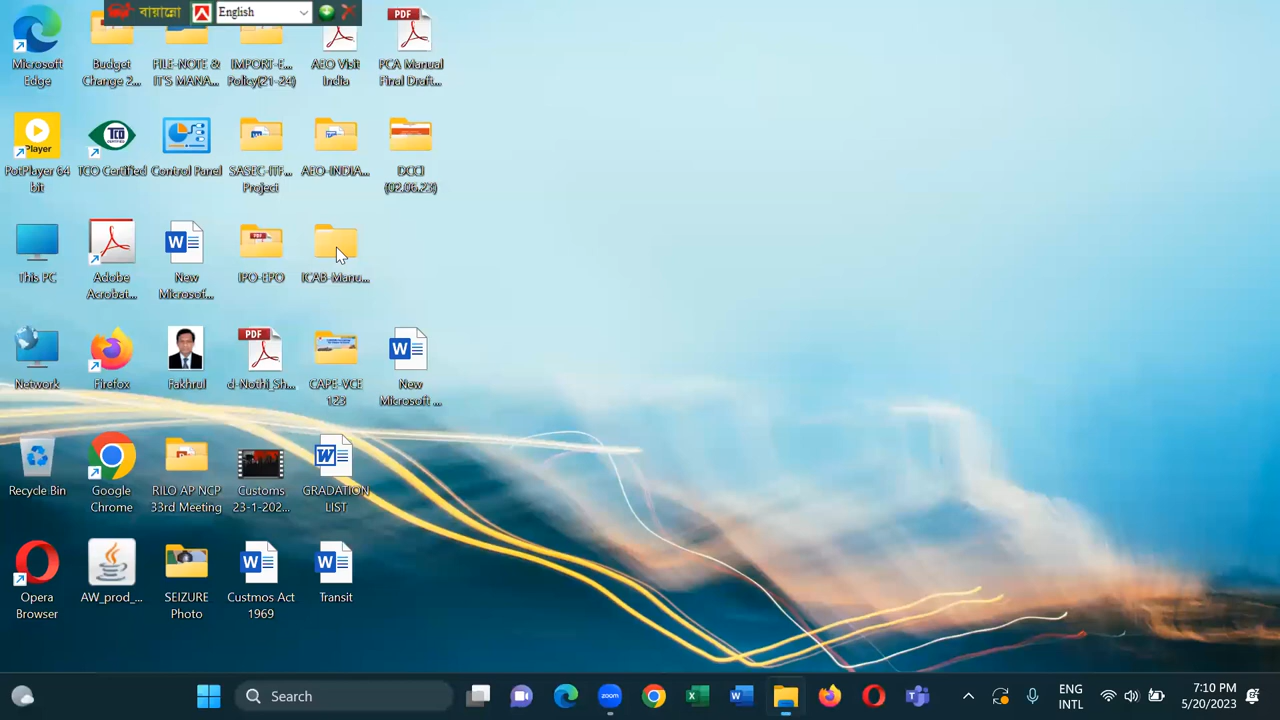 বায়ান্নো English
Microsoft
Edge
Budget
Change 2...
FILE-NOTE &
IT'S MANA...
IMPORT-E...
Policy(21-24)
AEO Visit
India
PDF
PCA Manual
Final Draft...
Player
PotPlayer 64
bit
TCO
CERTIFIED
TCO Certified
Control Panel
SASEC-ITF...
Project
AEO-INDIA...
DCCI
(02.06.23)
This PC
Adobe
Acrobat...
New
Microsof...
IPO-EPO
ICAB-Manu...
Network
Firefox
Fakhrul
PDF
d-Nothi_Sh...
CAPE-VCE
123
New
Microsoft ...
Recycle Bin
Google
Chrome
RILO AP NCP
33rd Meeting
Customs
23-1-202...
GRADATION
LIST
Opera
Browser
AW_prod_...
SEIZURE
Photo
Custmos Act
1969
Transit
Search
zoom
ENG
INTL
7:10 PM
5/20/2023